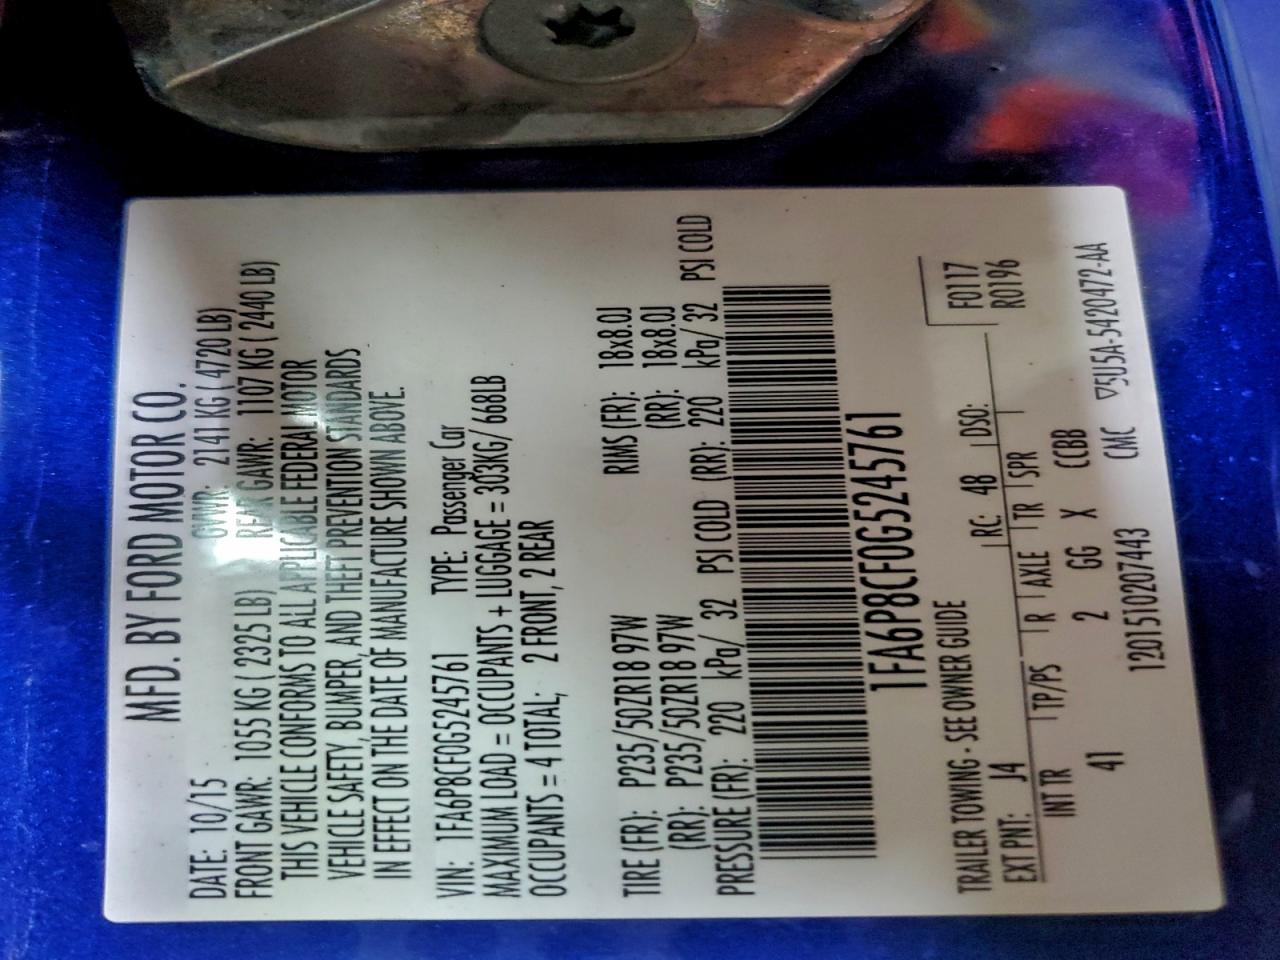 MFD. BY FORD MOTOR CO.
DATE: 10/15 GVWR: 2141 KG ( 4720 LB)
FRONT GAWR: 1055 KG ( 2325 LB) REAR GAWR: 1107 KG ( 2440 LB)
THIS VEHICLE CONFORMS TO ALL APPLICIBLE FEDERAL MOTOR
VEHICLE SAFETY, BUMPER, AND THEFT PREVENTION STANDARDS
IN EFFECT ON THE DATE OF MANUFACTURE SHOWN ABOVE.
VIN: 1FA6P8CF0G5245761 TYPE: Passenger Car
MAXIMUM LOAD = OCCUPANTS + LUGGAGE = 303KG/ 668LB
OCCUPANTS = 4 TOTAL; 2 FRONT, 2 REAR
TIRE (FR): P235/50ZR18 97W RIMS (FR): 18x8.0J
(RR): P235/50ZR18 97W (RR): 18x8.0J
PRESSURE (FR): 220 kPa/ 32 PSI COLD (RR): 220 kPa/ 32 PSI COLD
1FA6P8CF0G5245761
TRAILER TOWING - SEE OWNER GUIDE F0117
EXT PNT: J4 RC: 48 DSO: R0196
INT TR TP/PS R AXLE TR SPR
41 2 GG X CCBB
1201510207443 CMC ▽5U5A-5420472-AA